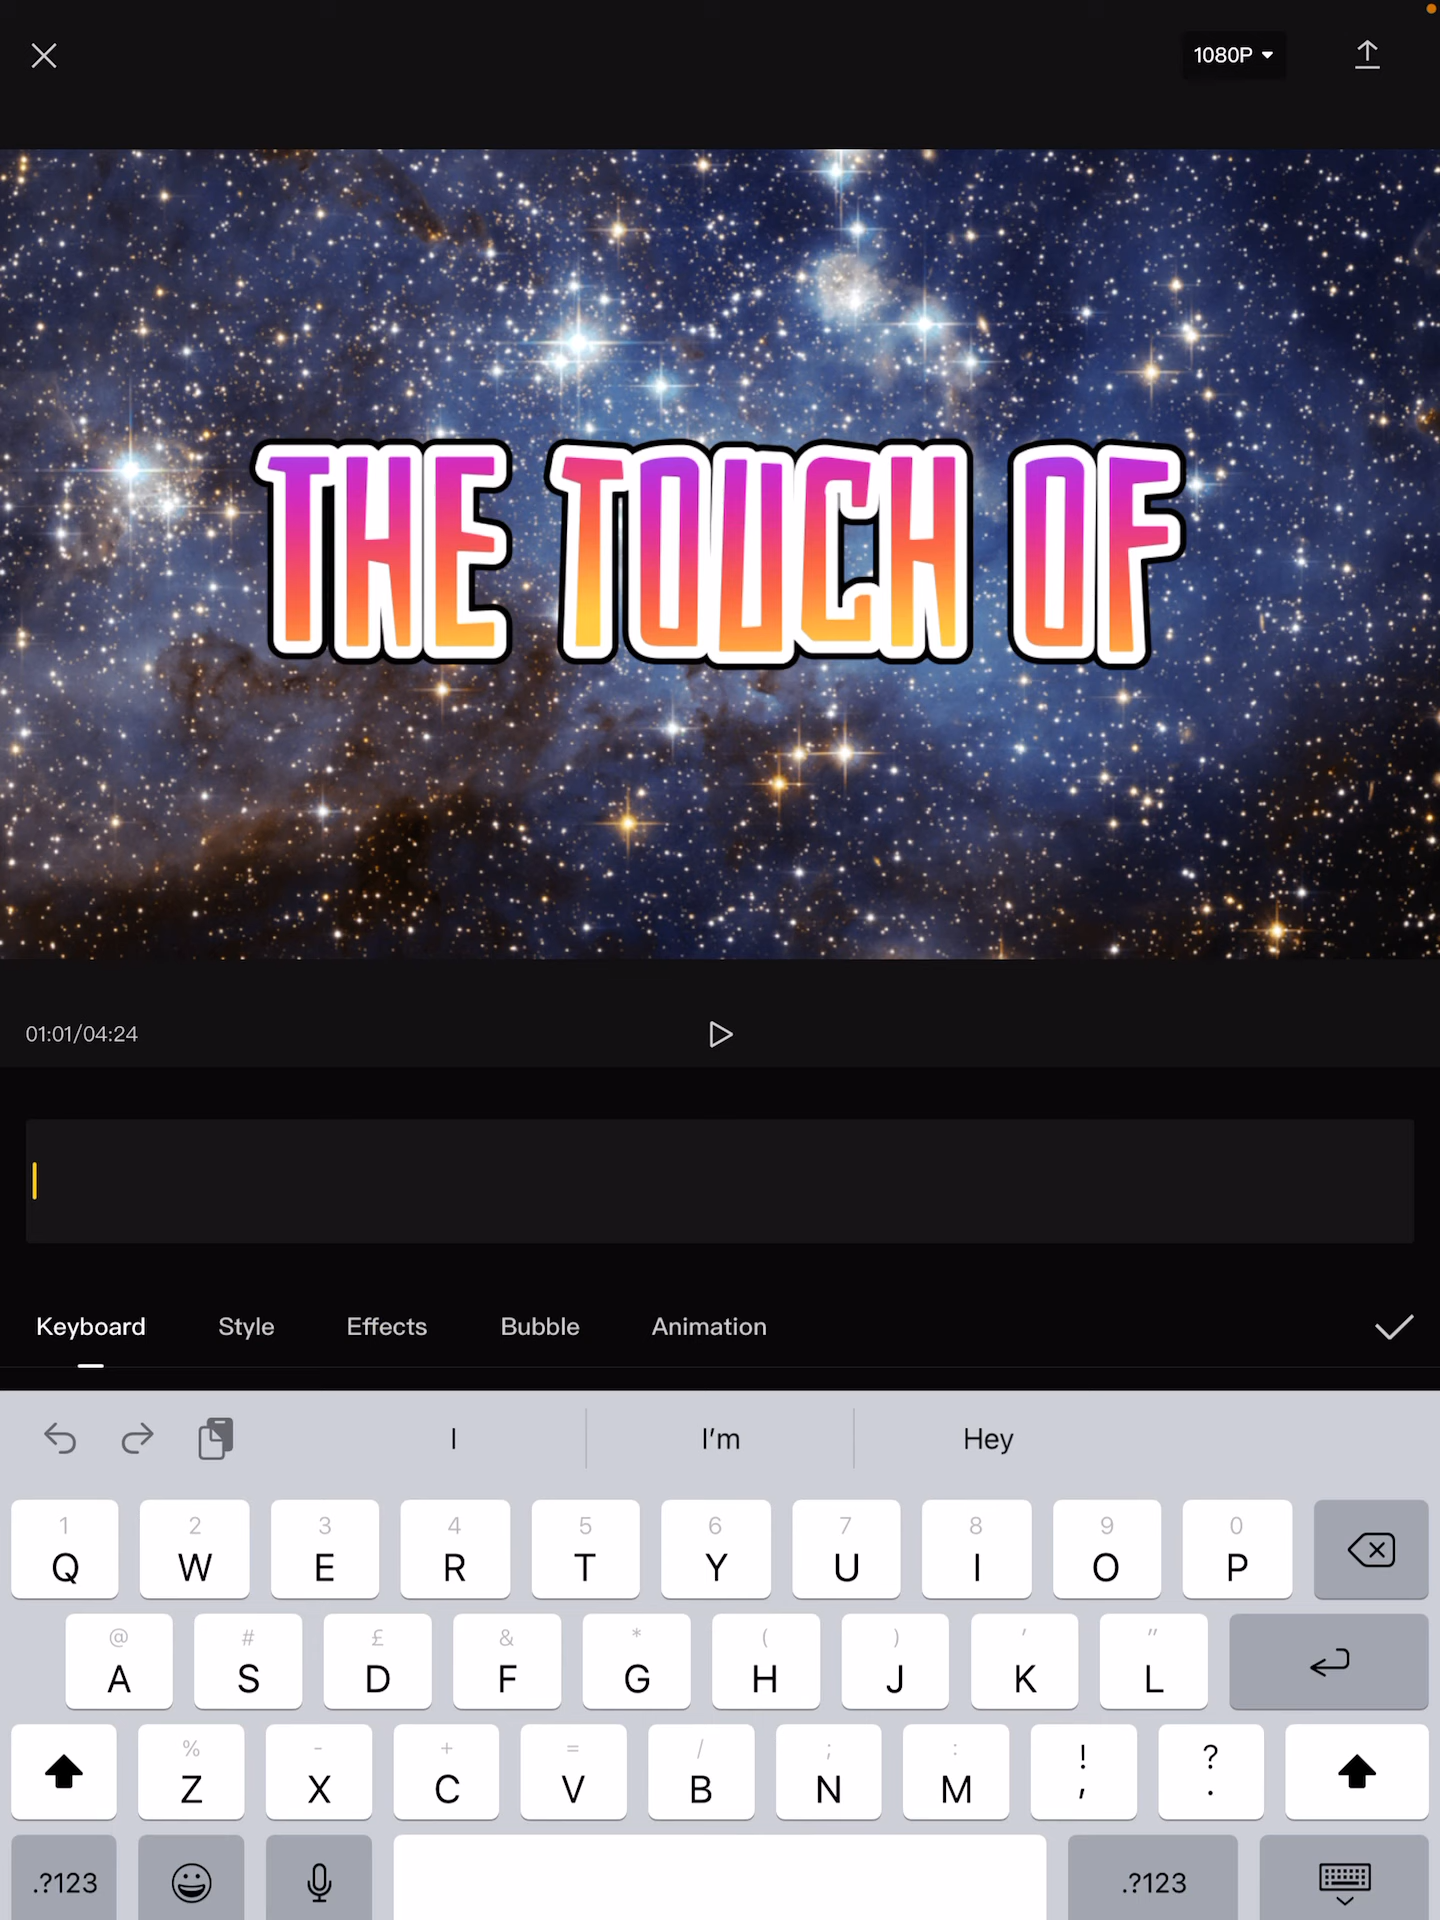 1080P
THE TOUCH OF
01:01/04:24
Keyboard Style Effects Bubble Animation
I I'm Hey
1 2 3 4 5 6 7 8 9 0
Q W E R T Y U I O P
@ # £ & * ( ) ' "
A S D F G H J K L
% - + = / ; : ! ?
Z X C V B N M , .
.?123 .?123